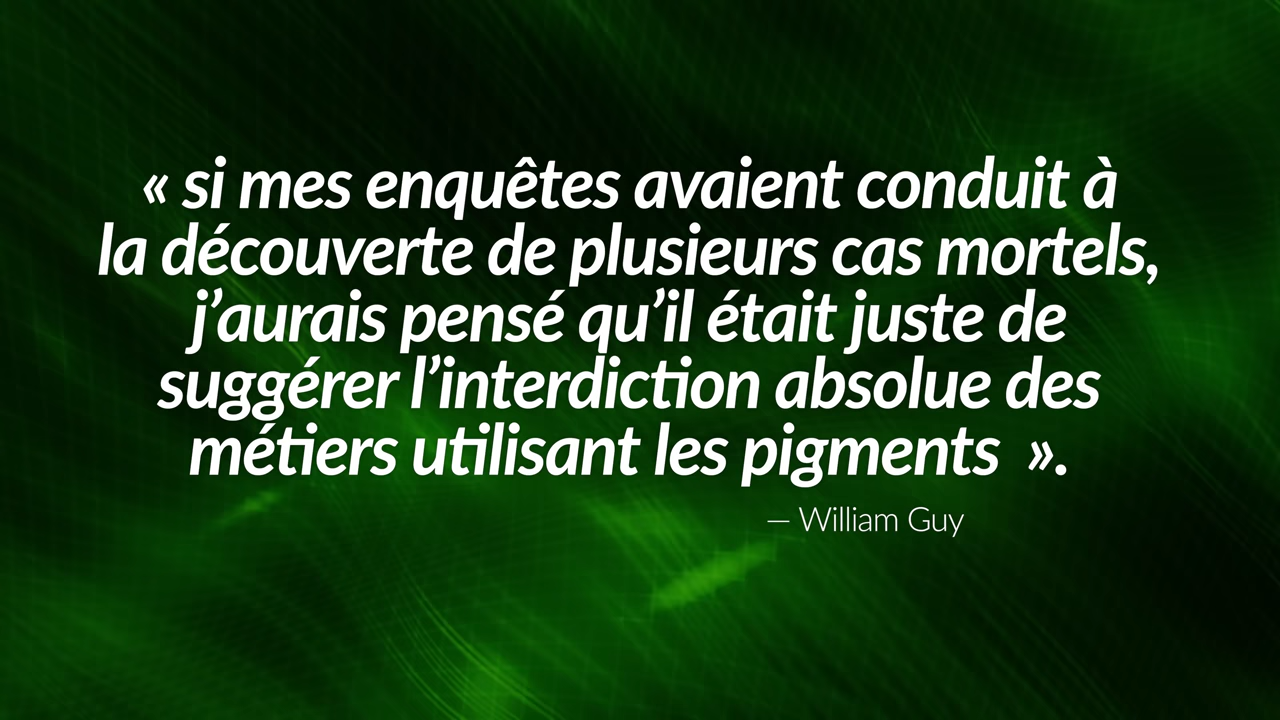 « si mes enquêtes avaient conduit à
la découverte de plusieurs cas mortels,
j’aurais pensé qu’il était juste de
suggérer l’interdiction absolue des
métiers utilisant les pigments  ».
— William Guy